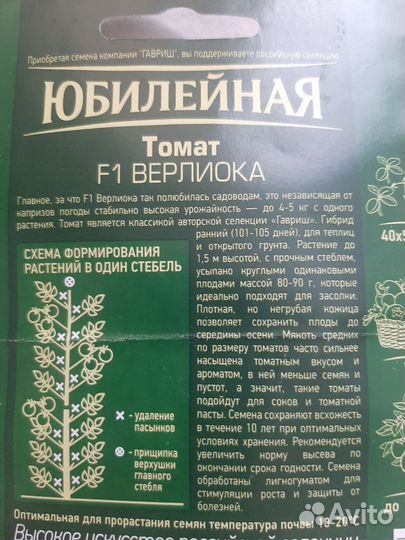 Приобретая семена компании "ГАВРИШ", вы поддерживаете российскую селекцию
ЮБИЛЕЙНАЯ
Томат
F1 ВЕРЛИОКА
Главное, за что F1 Верлиока так полюбилась садоводам, это независящая от
капризов погоды стабильно высокая урожайность — до 4-5 кг с одного
растения. Томат является классикой авторской селекции «Гавриш». Гибрид
ранний (101-105 дней), для теплиц
и открытого грунта. Растение до
1,5 м высотой, с прочным стеблем,
усыпано круглыми одинаковыми
плодами массой 80-90 г, которые
идеально подходят для засолки.
Плотная, но негрубая кожица
позволяет сохранить плоды до
середины осени. Мякоть средних
по размеру томатов часто сильнее
насыщена томатным вкусом и
ароматом, в ней меньше семян и
пустот, а значит, такие томаты
подойдут для соков и томатной
пасты. Семена сохраняют всхожесть
в течение 10 лет при оптимальных
условиях хранения. Рекомендуется
увеличить норму высева по
окончании срока годности. Семена
обработаны лигногуматом для
стимуляции роста и защиты от
болезней.
СХЕМА ФОРМИРОВАНИЯ
РАСТЕНИЙ В ОДИН СТЕБЕЛЬ
- удаление
пасынков
- прищипка
верхушки
главного
стебля
40x5
до
Оптимальная для прорастания семян температура почвы 18-20°С
Высокое искусство российской селекции
Avito